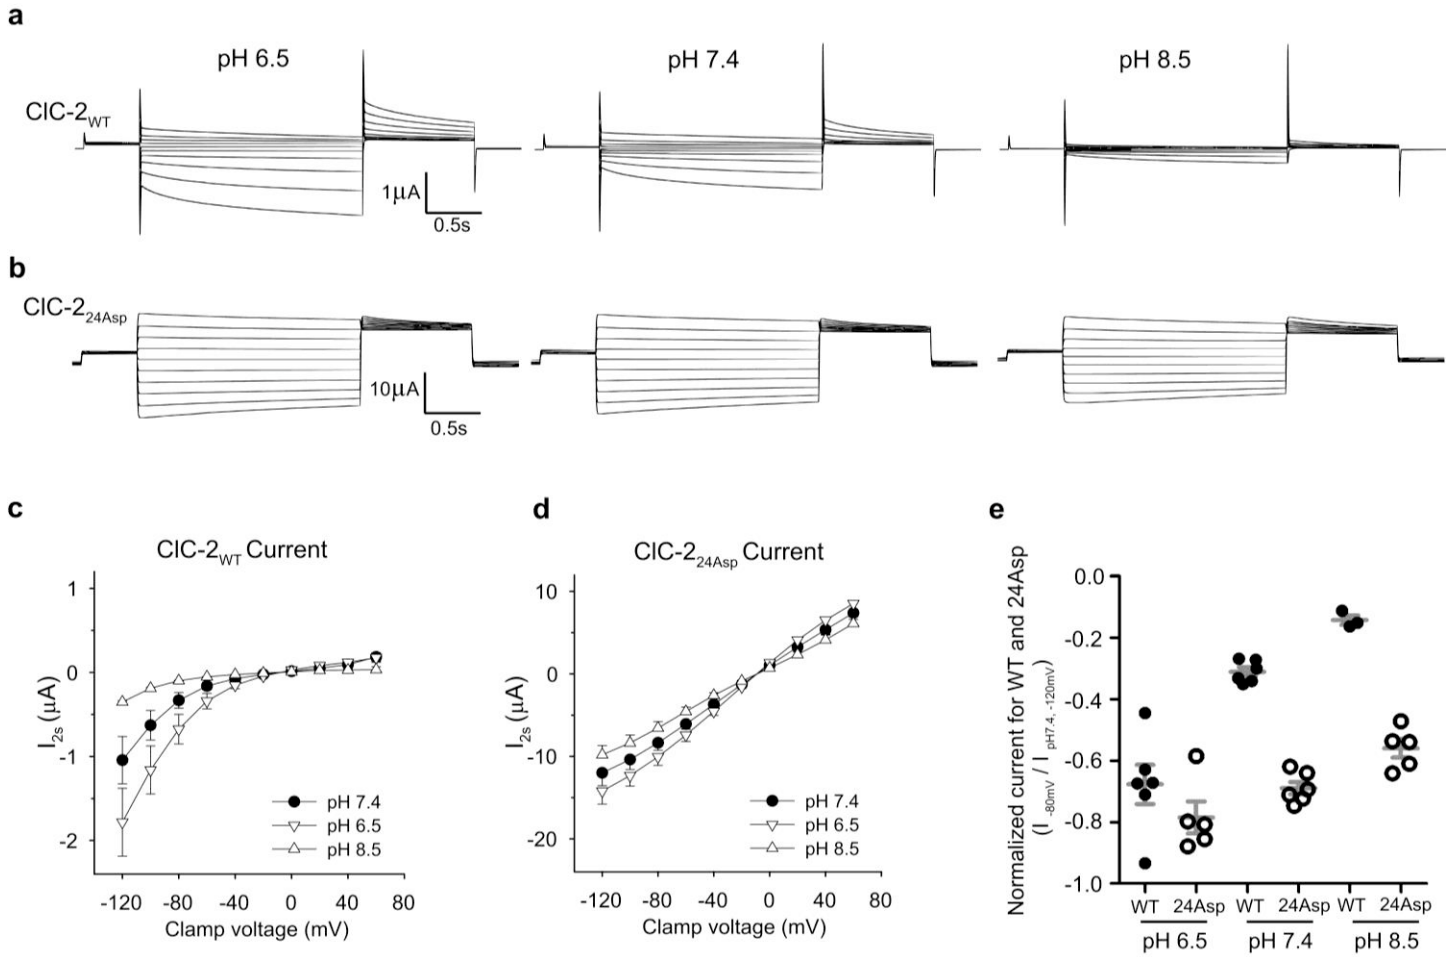 a
pH 6.5
pH 7.4
pH 8.5
ClC-2WT
1µA
0.5s
b
ClC-224Asp
10µA
0.5s
c
ClC-2WT Current
1
0
-1
-2
I2s (µA)
pH 7.4
pH 6.5
pH 8.5
-120 -80 -40 0 40 80
Clamp voltage (mV)
d
ClC-224Asp Current
10
0
-10
-20
I2s (µA)
pH 7.4
pH 6.5
pH 8.5
-120 -80 -40 0 40 80
Clamp voltage (mV)
e
Normalized current for WT and 24Asp
(I -80mV / I pH7.4, -120mV)
0.0
-0.2
-0.4
-0.6
-0.8
-1.0
WT 24Asp WT 24Asp WT 24Asp
pH 6.5 pH 7.4 pH 8.5